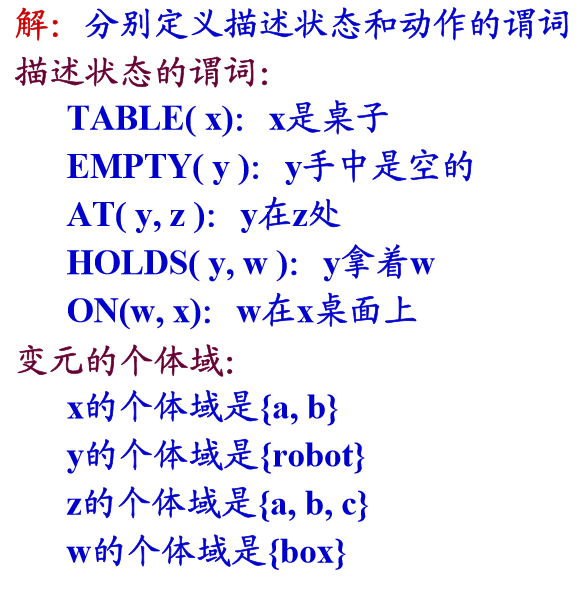 解：分别定义描述状态和动作的谓词
描述状态的谓词：
TABLE( x)：x是桌子
EMPTY( y )：y手中是空的
AT( y, z )：y在z处
HOLDS( y, w )：y拿着w
ON(w, x)：w在x桌面上
变元的个体域：
x的个体域是{a, b}
y的个体域是{robot}
z的个体域是{a, b, c}
w的个体域是{box}